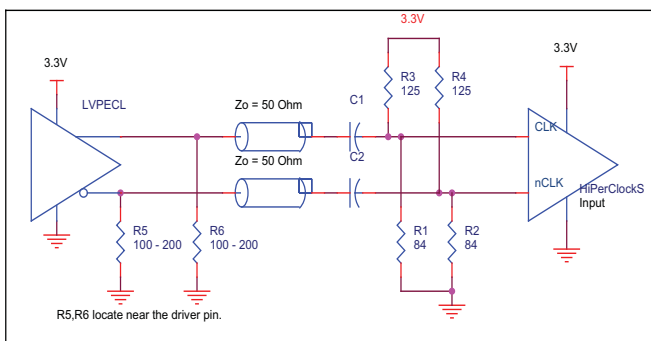 3.3V
3.3V
3.3V
LVPECL
R3
125
R4
125
Zo = 50 Ohm
C1
CLK
Zo = 50 Ohm
C2
nCLK
HiPerClockS
Input
R5
100 - 200
R6
100 - 200
R1
84
R2
84
R5,R6 locate near the driver pin.